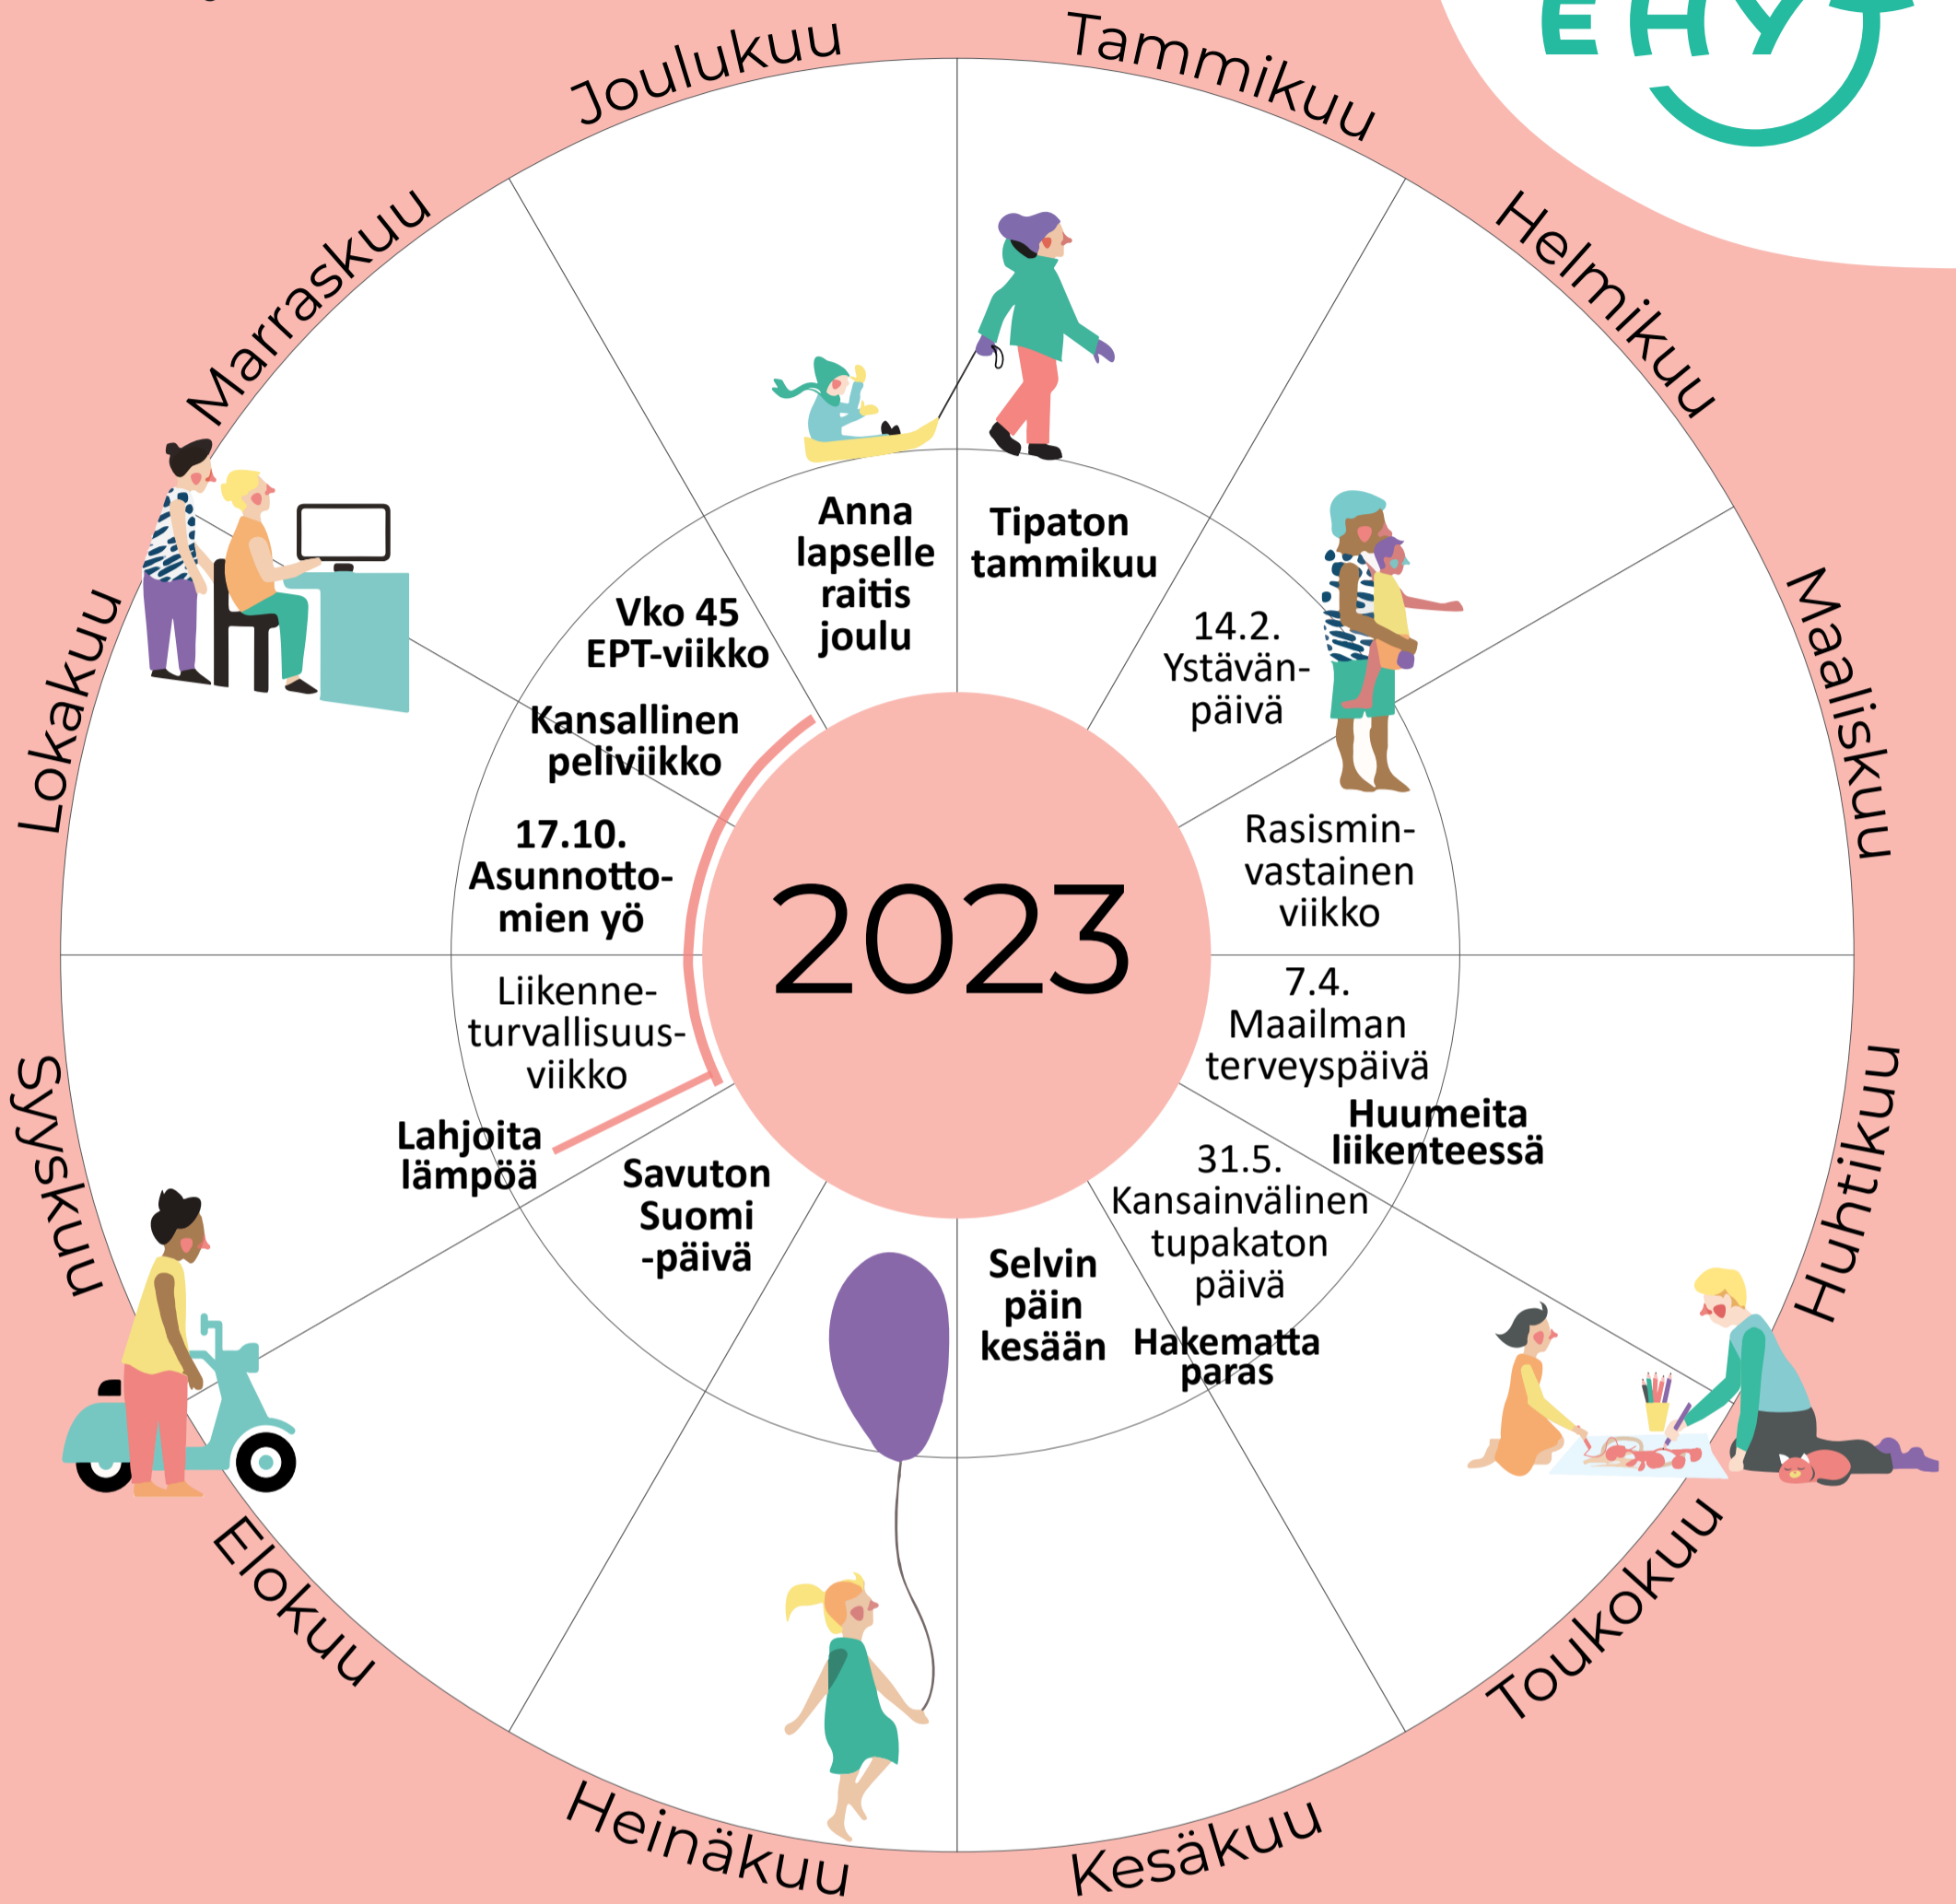 EHYT
Tammikuu
Helmikuu
Maaliskuu
Huhtikuu
Toukokuu
Kesäkuu
Heinäkuu
Elokuu
Syyskuu
Lokakuu
Marraskuu
Joulukuu
Tipaton
tammikuu
14.2.
Ystävän-
päivä
Rasismin-
vastainen
viikko
7.4.
Maailman
terveyspäivä
Huumeita
liikenteessä
31.5.
Kansainvälinen
tupakaton
päivä
Hakematta
paras
Selvin
päin
kesään
Savuton
Suomi
-päivä
Lahjoita
lämpöä
Liikenne-
turvallisuus-
viikko
17.10.
Asunnotto-
mien yö
Kansallinen
peliviikko
Vko 45
EPT-viikko
Anna
lapselle
raitis
joulu
2023